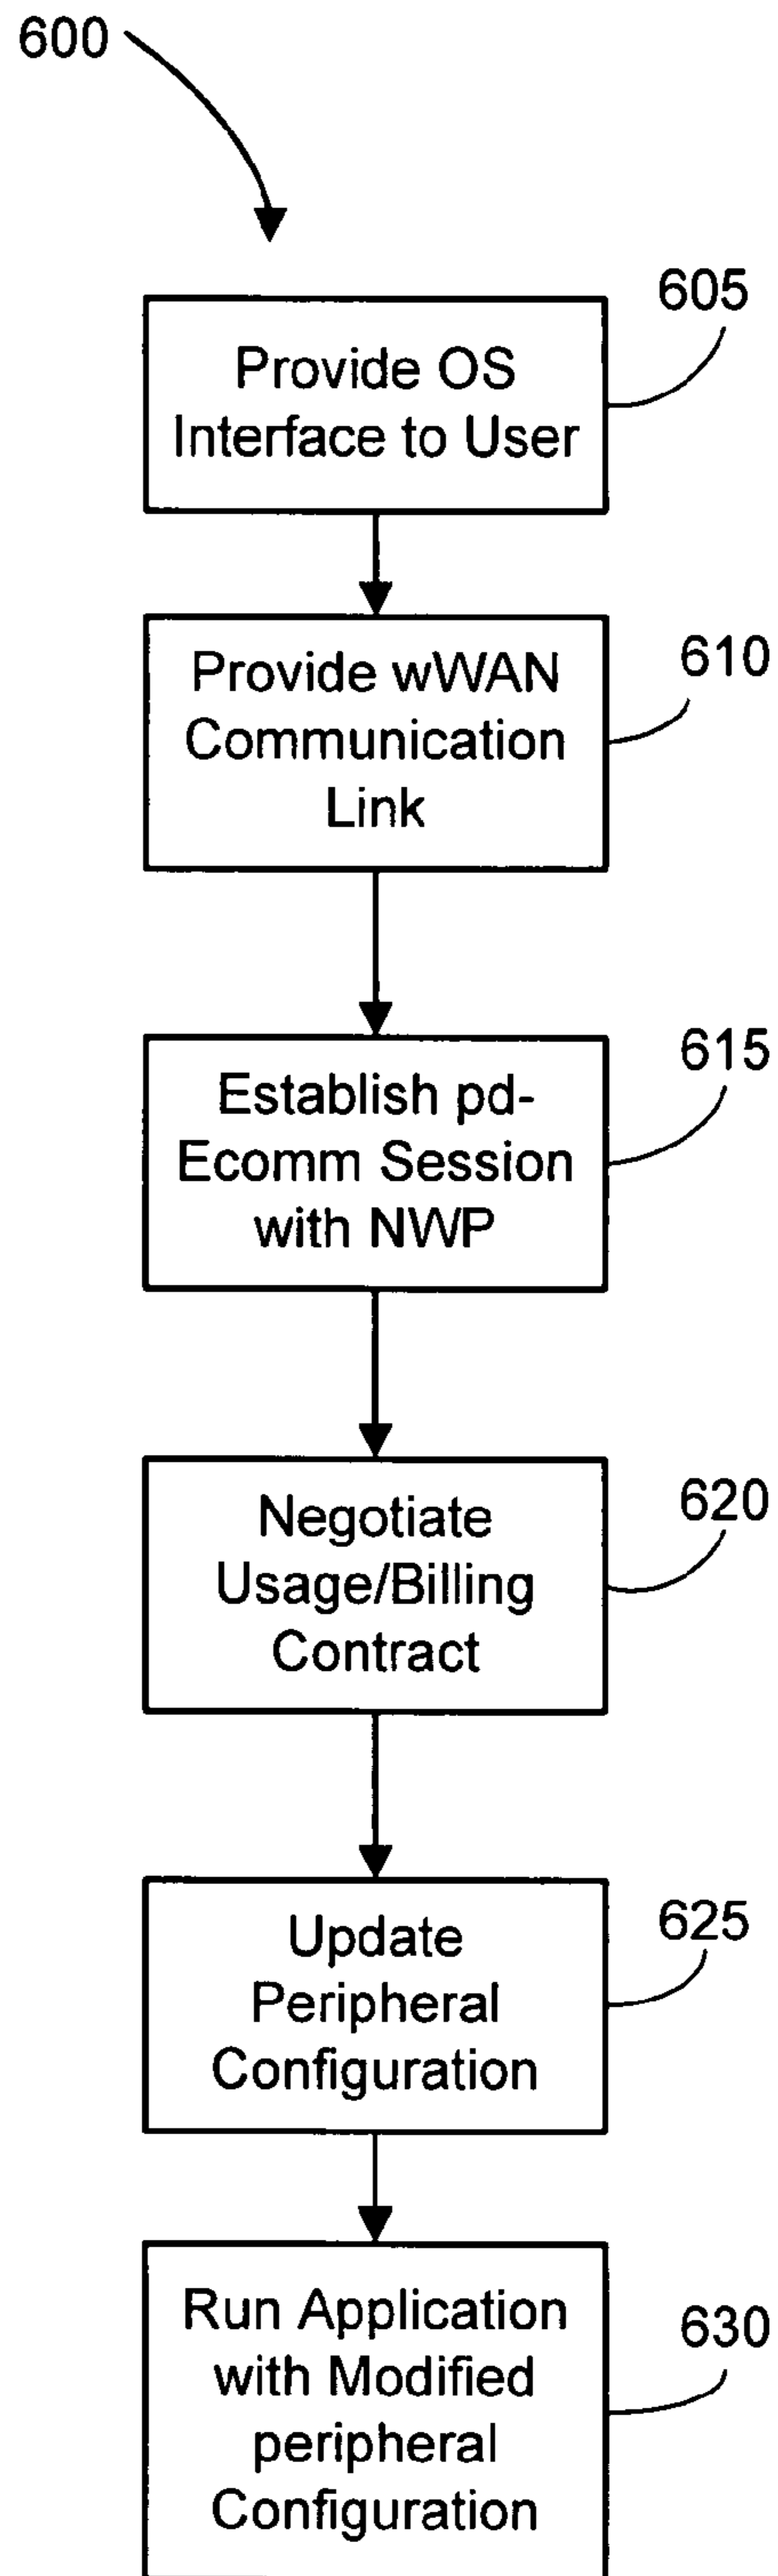 600
605
Provide OS
Interface to User
610
Provide wWAN
Communication
Link
615
Establish pd-
Ecomm Session
with NWP
620
Negotiate
Usage/Billing
Contract
625
Update
Peripheral
Configuration
630
Run Application
with Modified
peripheral
Configuration